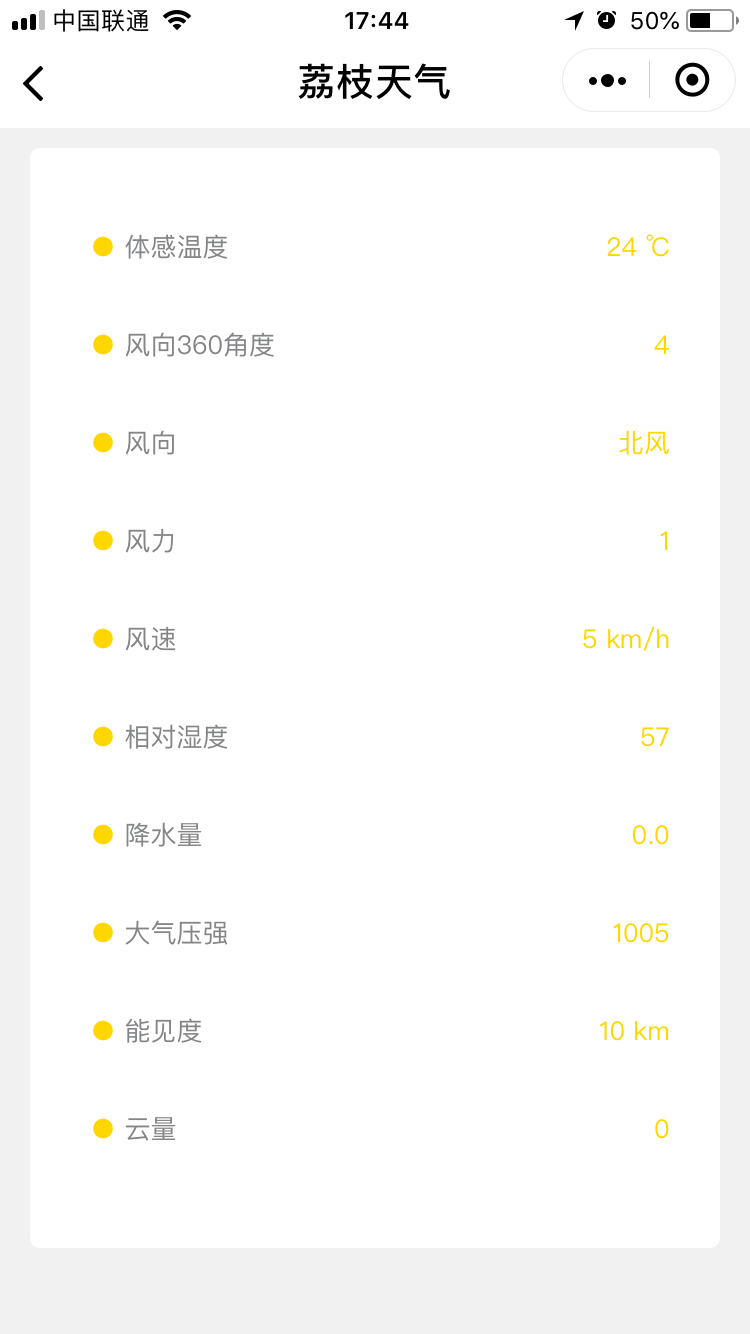 中国联通 17:44 50%
荔枝天气
体感温度 24 ℃
风向360角度 4
风向 北风
风力 1
风速 5 km/h
相对湿度 57
降水量 0.0
大气压强 1005
能见度 10 km
云量 0